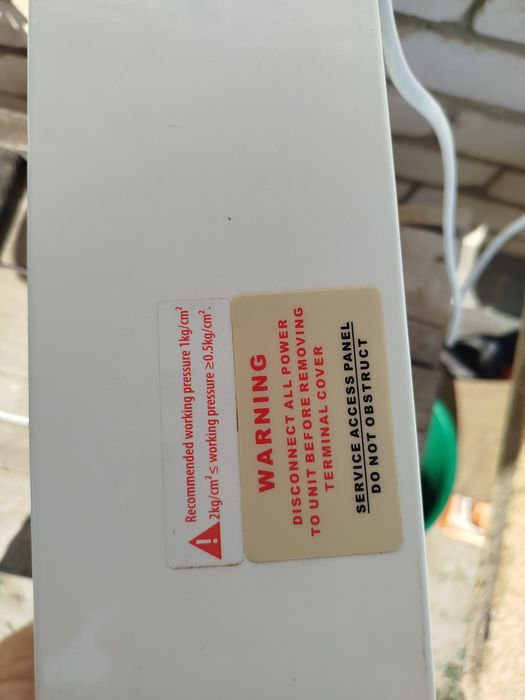 Recommended working pressure 1kg/cm²
2kg/cm² ≤ working pressure ≥0.5kg/cm².
WARNING
DISCONNECT ALL POWER
TO UNIT BEFORE REMOVING
TERMINAL COVER
SERVICE ACCESS PANEL
DO NOT OBSTRUCT